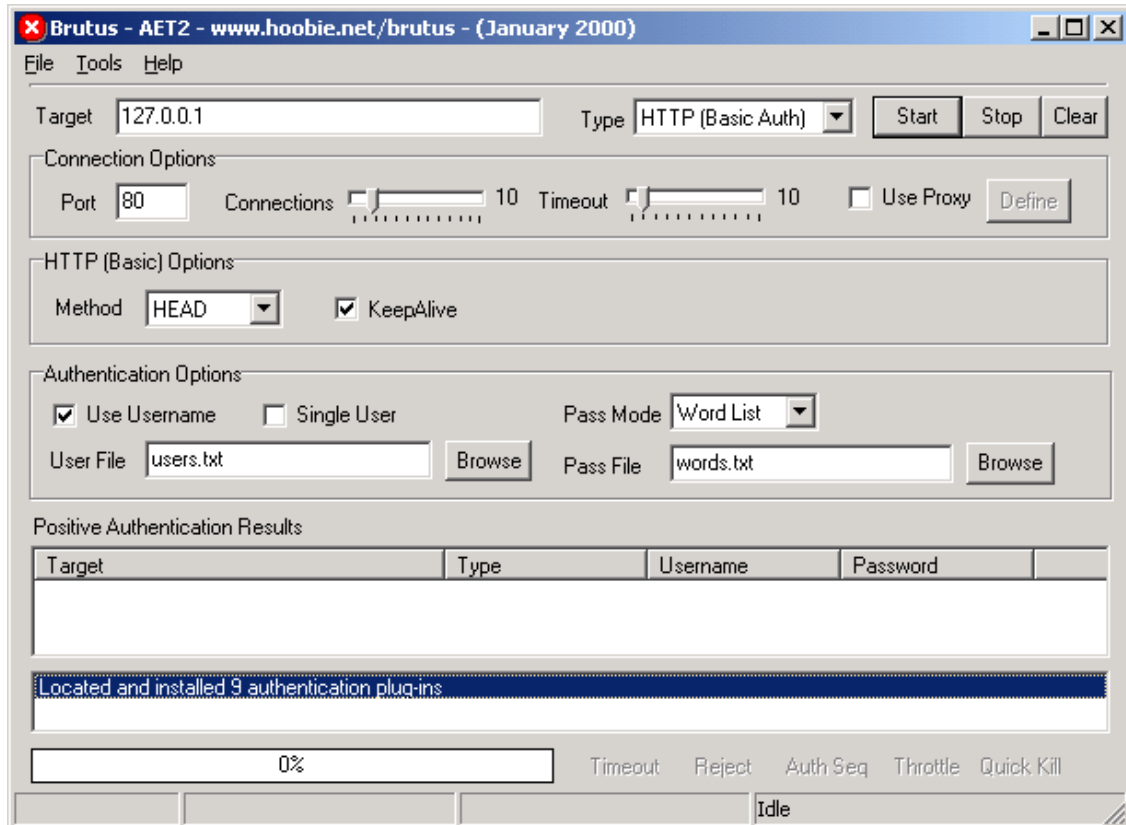 Brutus - AET2 - www.hoobie.net/brutus - (January 2000)
File Tools Help
Target 127.0.0.1 Type HTTP (Basic Auth) Start Stop Clear
Connection Options
Port 80 Connections 10 Timeout 10 Use Proxy Define
HTTP (Basic) Options
Method HEAD KeepAlive
Authentication Options
Use Username Single User Pass Mode Word List
User File users.txt Browse Pass File words.txt Browse
Positive Authentication Results
Target Type Username Password
Located and installed 9 authentication plug-ins
0% Timeout Reject Auth Seq Throttle Quick Kill
Idle